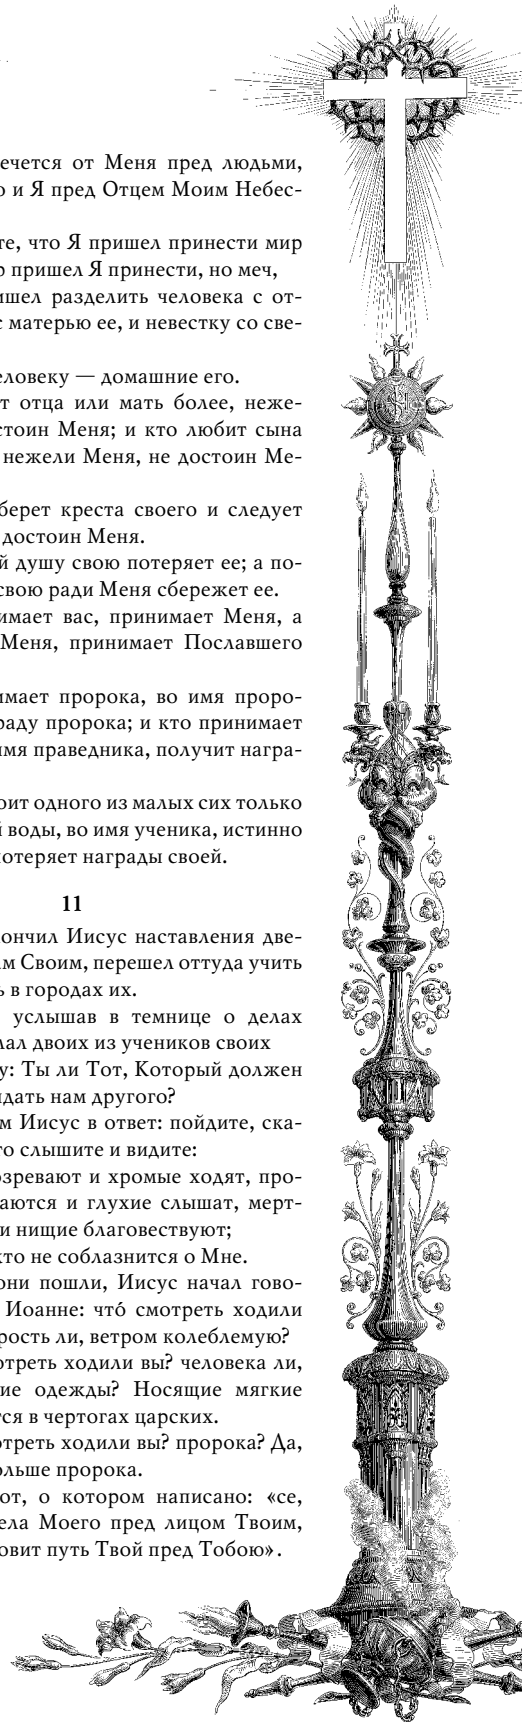 ечется от Меня пред людьми,
о и Я пред Отцем Моим Небес-
те, что Я пришел принести мир
р пришел Я принести, но меч,
ишел разделить человека с от-
с матерью ее, и невестку со све-
еловеку — домашние его.
т отца или мать более, неже-
стоин Меня; и кто любит сына
нежели Меня, не достоин Ме-
берет креста своего и следует
достоин Меня.
й душу свою потеряет ее; а по-
свою ради Меня сбережет ее.
имает вас, принимает Меня, а
Меня, принимает Пославшего
имает пророка, во имя проро-
раду пророка; и кто принимает
имя праведника, получит награ-
оит одного из малых сих только
й воды, во имя ученика, истинно
потеряет награды своей.
11
ончил Иисус наставления две-
ам Своим, перешел оттуда учить
ь в городах их.
услышав в темнице о делах
лал двоих из учеников своих
у: Ты ли Тот, Который должен
идать нам другого?
м Иисус в ответ: пойдите, ска-
то слышите и видите:
озревают и хромые ходят, про-
аются и глухие слышат, мерт-
и нищие благовествуют;
кто не соблазнится о Мне.
они пошли, Иисус начал гово-
Иоанне: чтó смотреть ходили
рость ли, ветром колеблемую?
отреть ходили вы? человека ли,
ие одежды? Носящие мягкие
тся в чертогах царских.
отреть ходили вы? пророка? Да,
ольше пророка.
от, о котором написано: «се,
ела Моего пред лицом Твоим,
овит путь Твой пред Тобою».